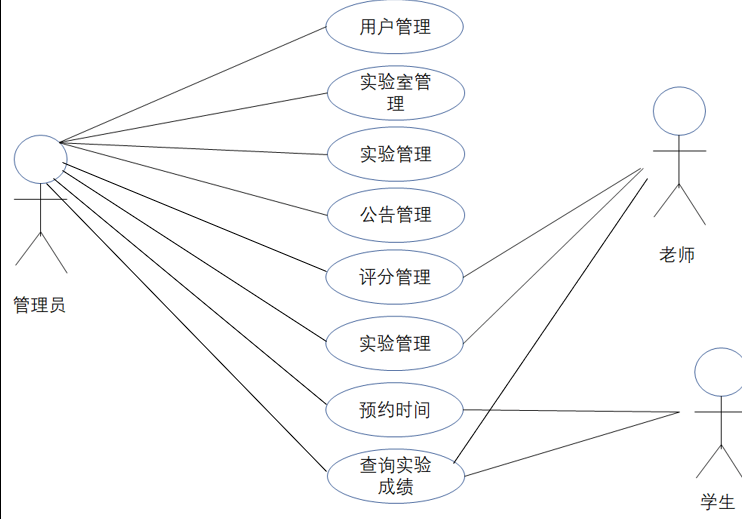 用户管理
实验室管
理
实验管理
公告管理
评分管理
实验管理
预约时间
查询实验
成绩
管理员
老师
学生